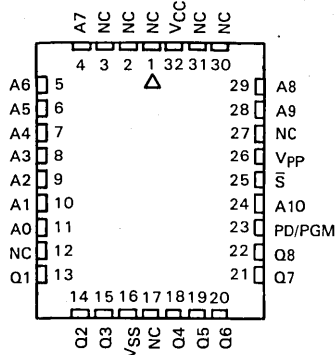 A7 NC NC NC VCC NC NC
4 3 2 1 32 31 30
A6 5 29 A8
A5 6 28 A9
A4 7 27 NC
A3 8 26 VPP
A2 9 25 S̅
A1 10 24 A10
A0 11 23 PD/PGM
NC 12 22 Q8
Q1 13 21 Q7
14 15 16 17 18 19 20
Q2 Q3 VSS NC Q4 Q5 Q6